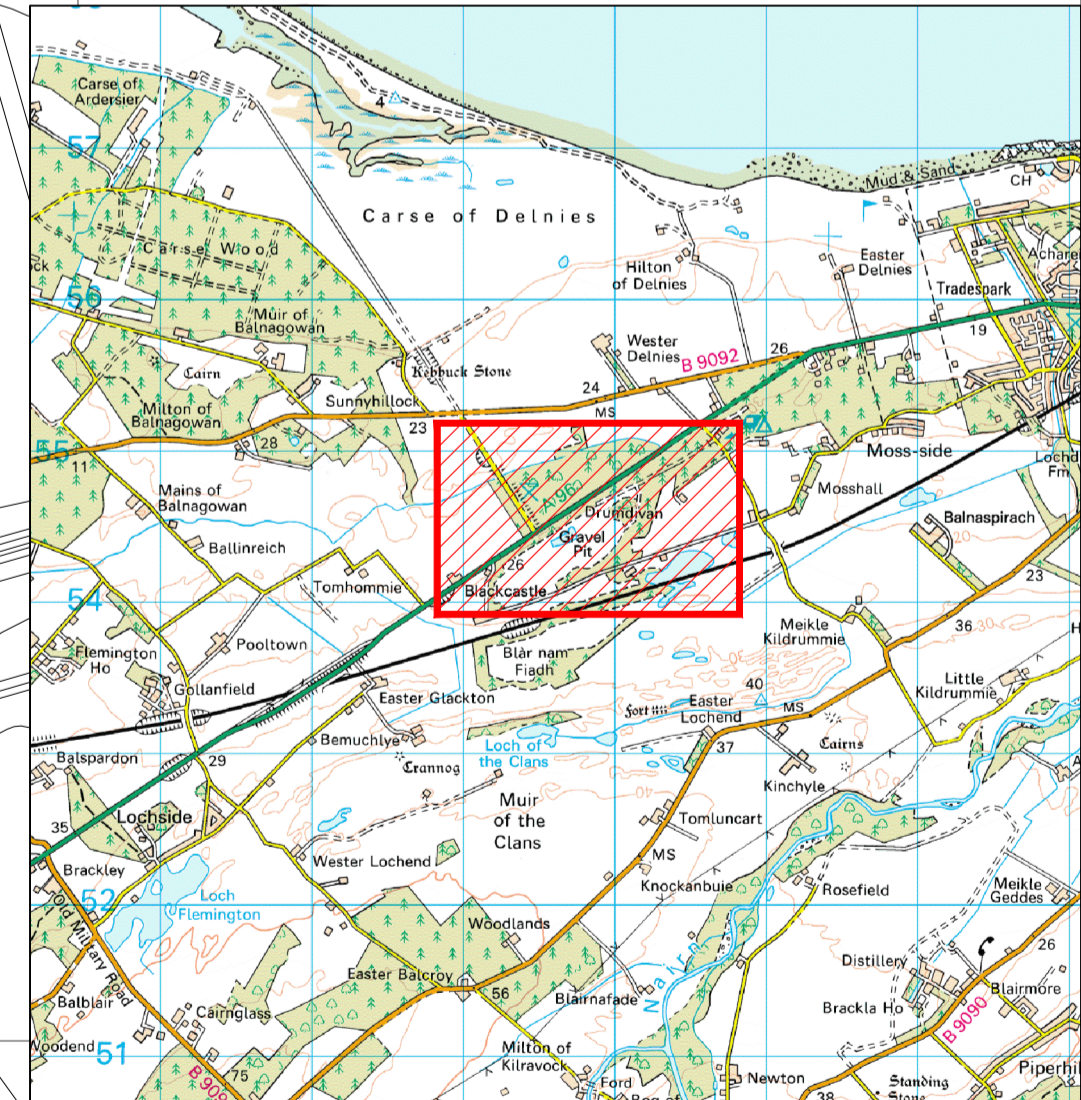 Carse of
Ardersier
4
57
Mud & Sand
CH
Carse of Delnies
Carse Wood
Hilton
of Delnies
Easter
Delnies
56
Tradespark
Muir of
Balnagowan
19
Wester
Delnies
B 9092
26
Kebbuck Stone
Cairn
24
MS
Sunnyhillock
Milton of
Balnagowan
23
28
55
11
Moss-side
Mains of
Balnagowan
A 96
Mosshall
Drumdivan
Balnaspirach
20
Gravel
Pit
Ballinreich
26
Tomhommie
Blackcastle
23
54
Meikle
Kildrummie
36
30
Pooltown
Flemington
Ho
Blàr nam
Fiadh
30
Gollanfield
Easter Glackton
40
Little
Kildrummie
Fort
Easter
Lochend
MS
Bemuchlye
Loch of
the Clans
37
Cairns
Balspardon
29
Crannog
Kinchyle
40
Muir
of the
Clans
Lochside
35
Tomluncart
MS
Wester Lochend
Brackley
Knockanbuie
Rosefield
Meikle
Geddes
52
Loch
Flemington
Old Military Road
Woodlands
26
Distillery
Nairn
Easter Balcroy
56
Blairnafade
Blairmore
Balblair
Cairnglass
Brackla Ho
B 9090
Woodend
51
Milton of
Kilravock
75
Ford
Newton
Standing
38